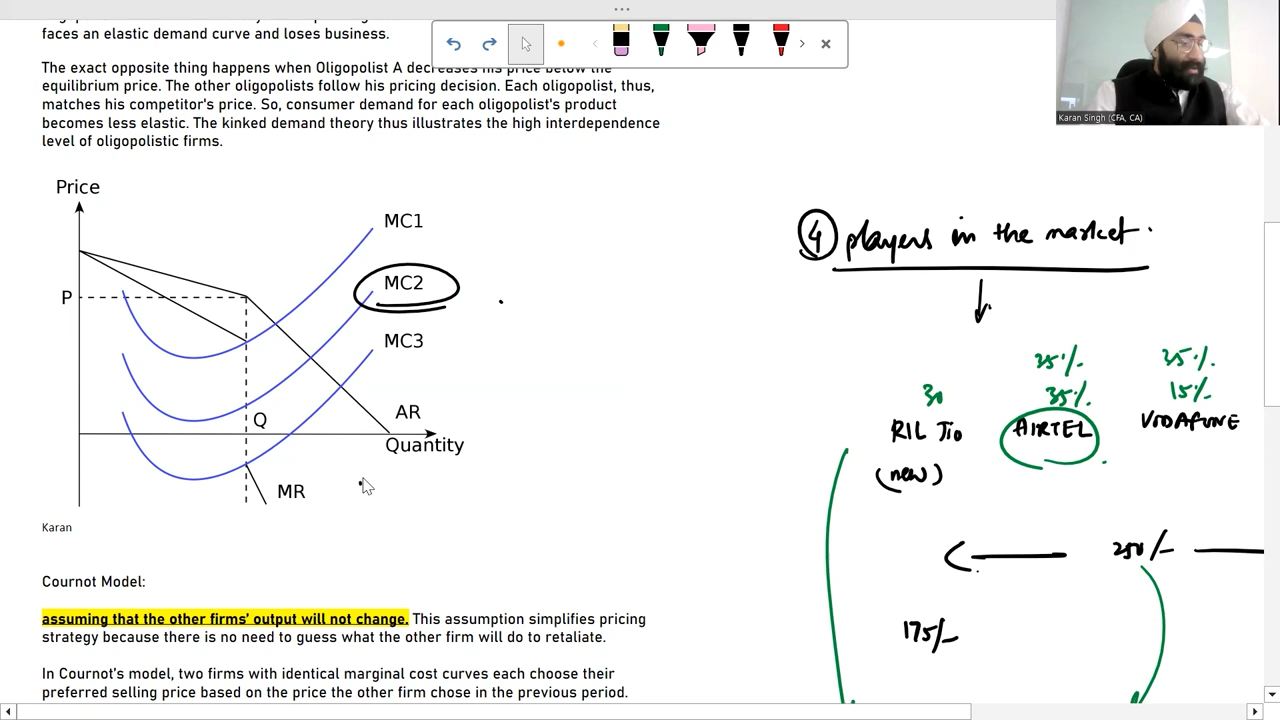 faces an elastic demand curve and loses business.
The exact opposite thing happens when Oligopolist A decreases his price below the
equilibrium price. The other oligopolists follow his pricing decision. Each oligopolist, thus,
matches his competitor's price. So, consumer demand for each oligopolist's product
becomes less elastic. The kinked demand theory thus illustrates the high interdependence
level of oligopolistic firms.
Karan Singh (CFA, CA)
Price
MC1
MC2
MC3
P
Q
AR
Quantity
MR
Karan
Cournot Model:
assuming that the other firms' output will not change. This assumption simplifies pricing
strategy because there is no need to guess what the other firm will do to retaliate.
In Cournot's model, two firms with identical marginal cost curves each choose their
preferred selling price based on the price the other firm chose in the previous period.
4 players in the market.
35% 35%
30 35% 15%
RIL Jio AIRTEL VODAFONE
(new)
250/-
175/-